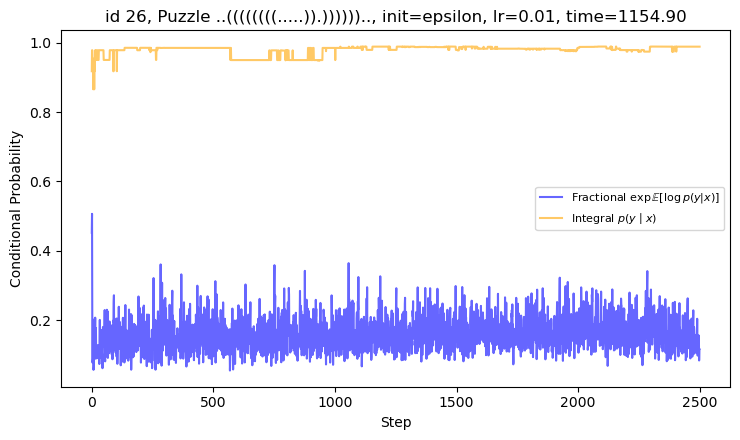 id 26, Puzzle ..((((((((.....)).)))))).., init=epsilon, lr=0.01, time=1154.90
1.0
0.8
0.6
0.4
0.2
Conditional Probability
Fractional exp𝔼[log p(y|x)]
Integral p(y | x)
0
500
1000
1500
2000
2500
Step